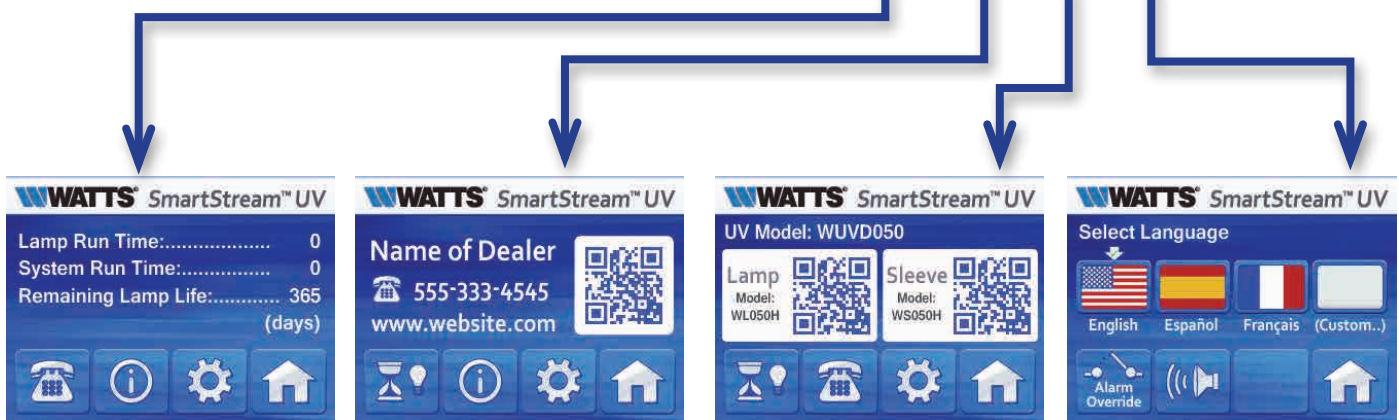 WATTS® SmartStream™ UV
Lamp Run Time:................... 0
System Run Time:................ 0
Remaining Lamp Life:............ 365
(days)
WATTS® SmartStream™ UV
Name of Dealer
555-333-4545
www.website.com
WATTS® SmartStream™ UV
UV Model: WUVD050
Lamp
Model:
WL050H
Sleeve
Model:
WS050H
WATTS® SmartStream™ UV
Select Language
English Español Français (Custom..)
Alarm
Override